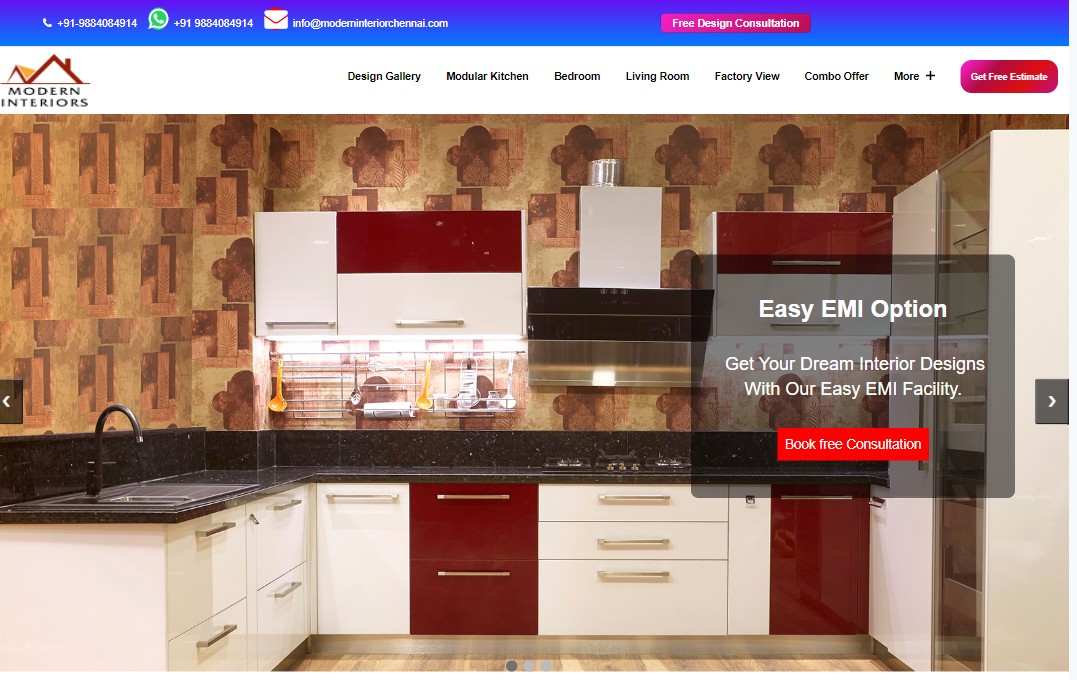 +91-9884084914 +91 9884084914 info@moderninteriorchennai.com Free Design Consultation
MODERN
INTERIORS
Design Gallery Modular Kitchen Bedroom Living Room Factory View Combo Offer More + Get Free Estimate
Easy EMI Option
Get Your Dream Interior Designs
With Our Easy EMI Facility.
Book free Consultation